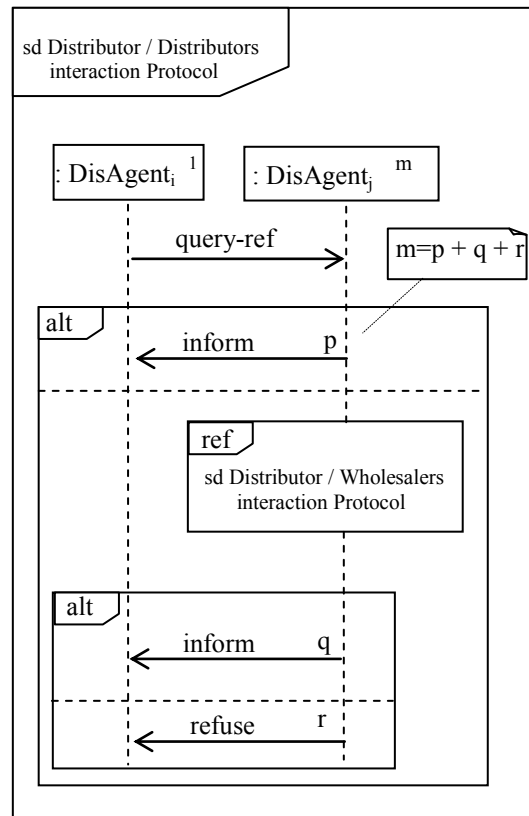 sd Distributor / Distributors
interaction Protocol
: DisAgentᵢ ¹
: DisAgentⱼ ᵐ
query-ref
m=p + q + r
alt
inform p
ref
sd Distributor / Wholesalers
interaction Protocol
alt
inform q
refuse r